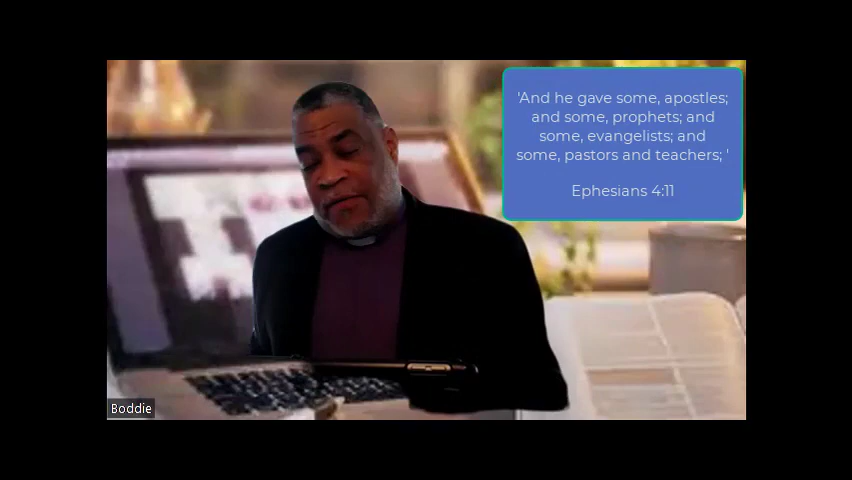 'And he gave some, apostles;
and some, prophets; and
some, evangelists; and
some, pastors and teachers; '
Ephesians 4:11
Boddie